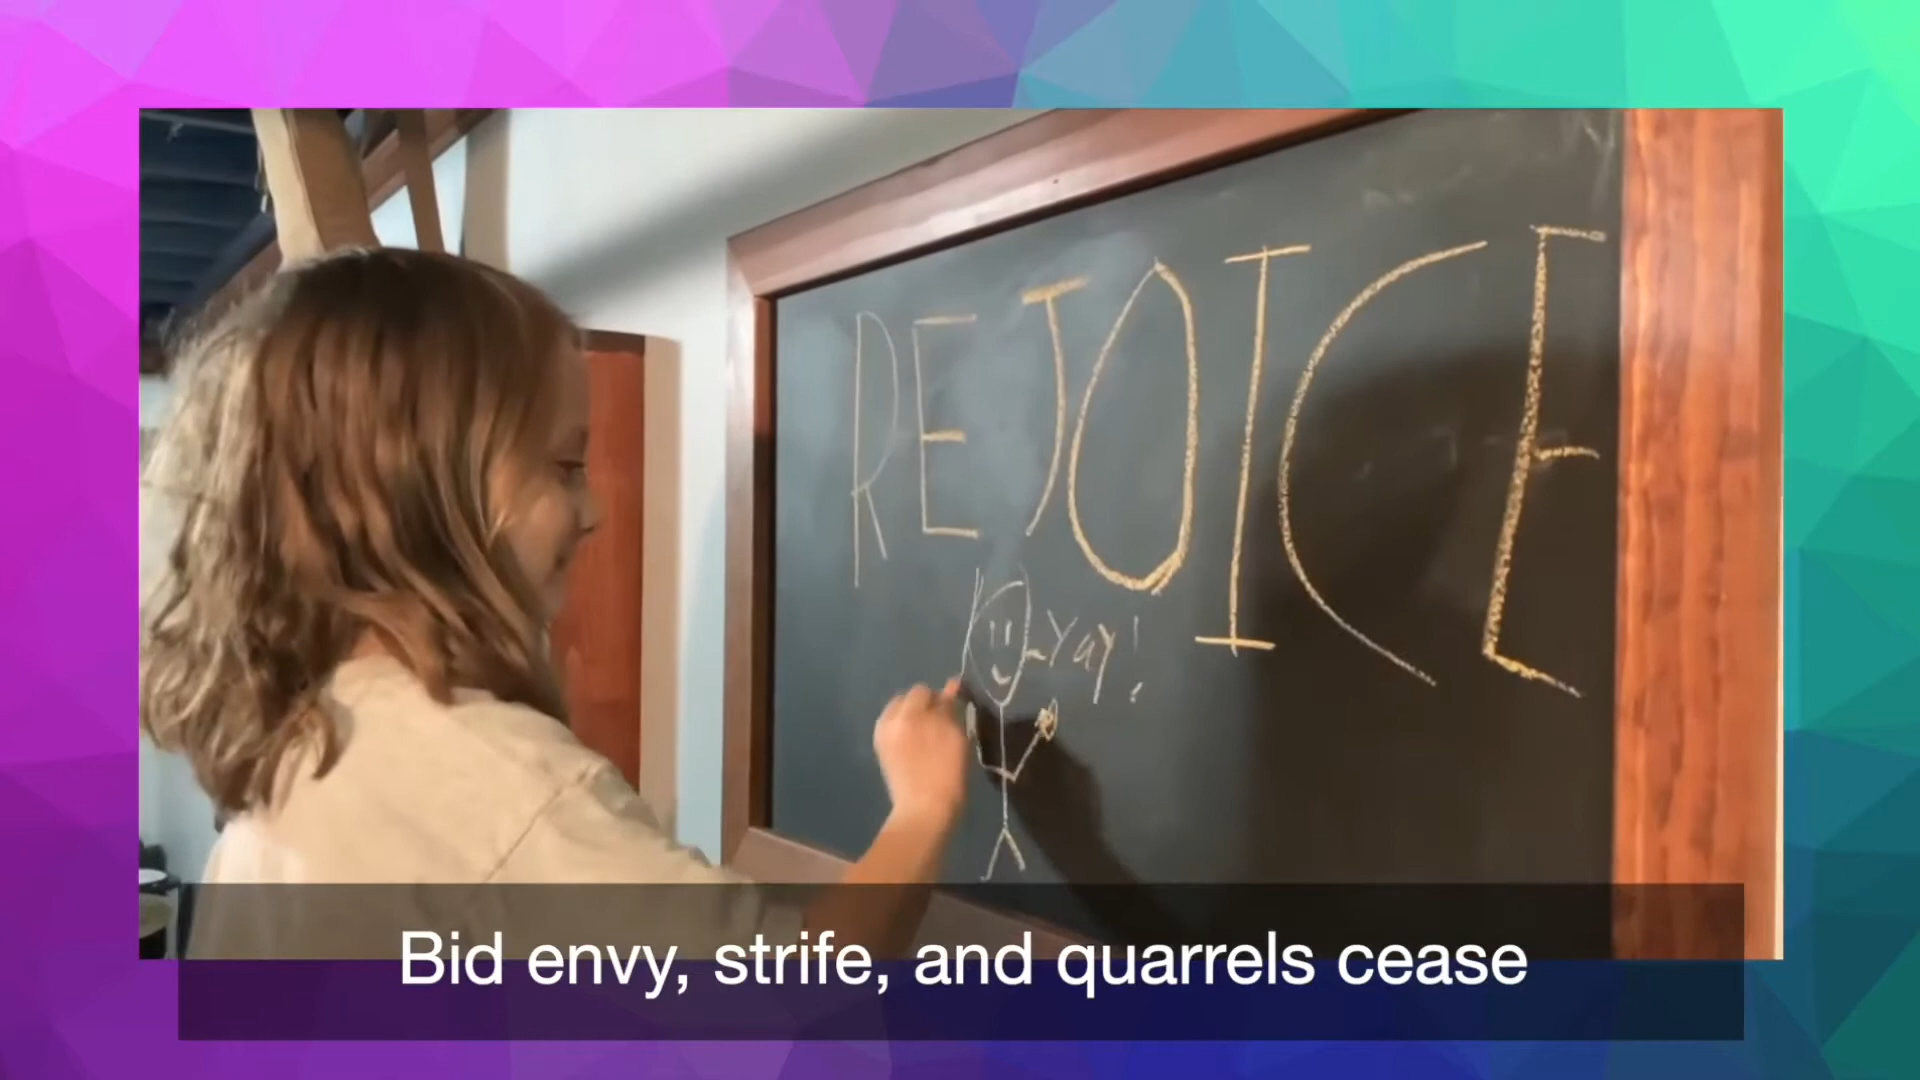 REJOICE
Yay!
Bid envy, strife, and quarrels cease